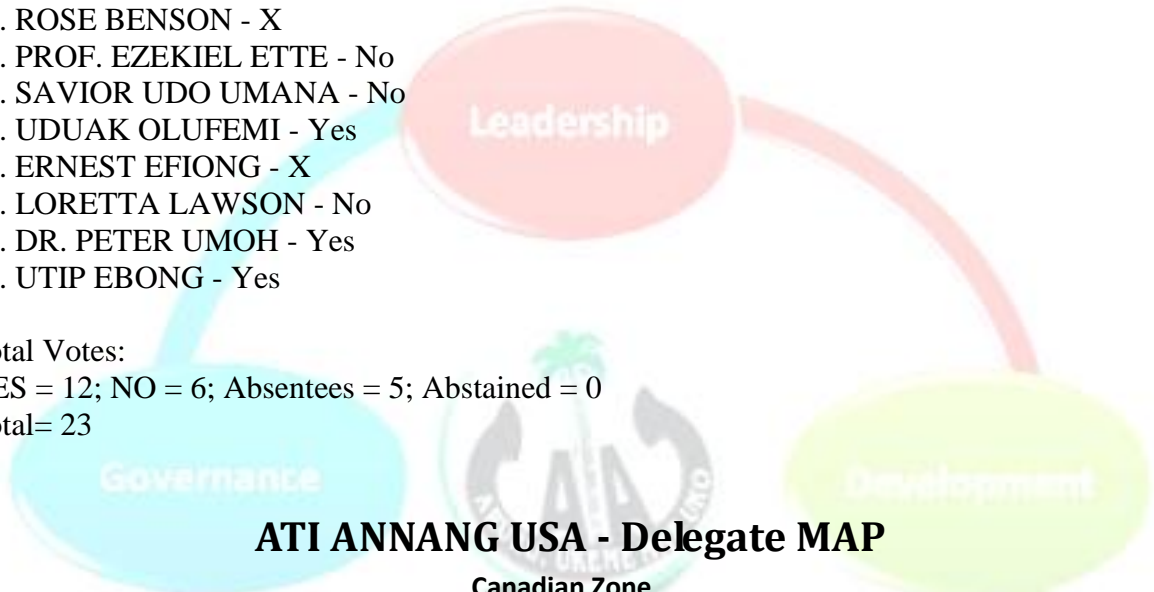 . ROSE BENSON - X
. PROF. EZEKIEL ETTE - No
. SAVIOR UDO UMANA - No
Leadership
. UDUAK OLUFEMI - Yes
. ERNEST EFIONG - X
. LORETTA LAWSON - No
. DR. PETER UMOH - Yes
. UTIP EBONG - Yes
otal Votes:
ES = 12; NO = 6; Absentees = 5; Abstained = 0
otal= 23
Governance
Development
ATI ANNANG USA - Delegate MAP
Canadian Zone